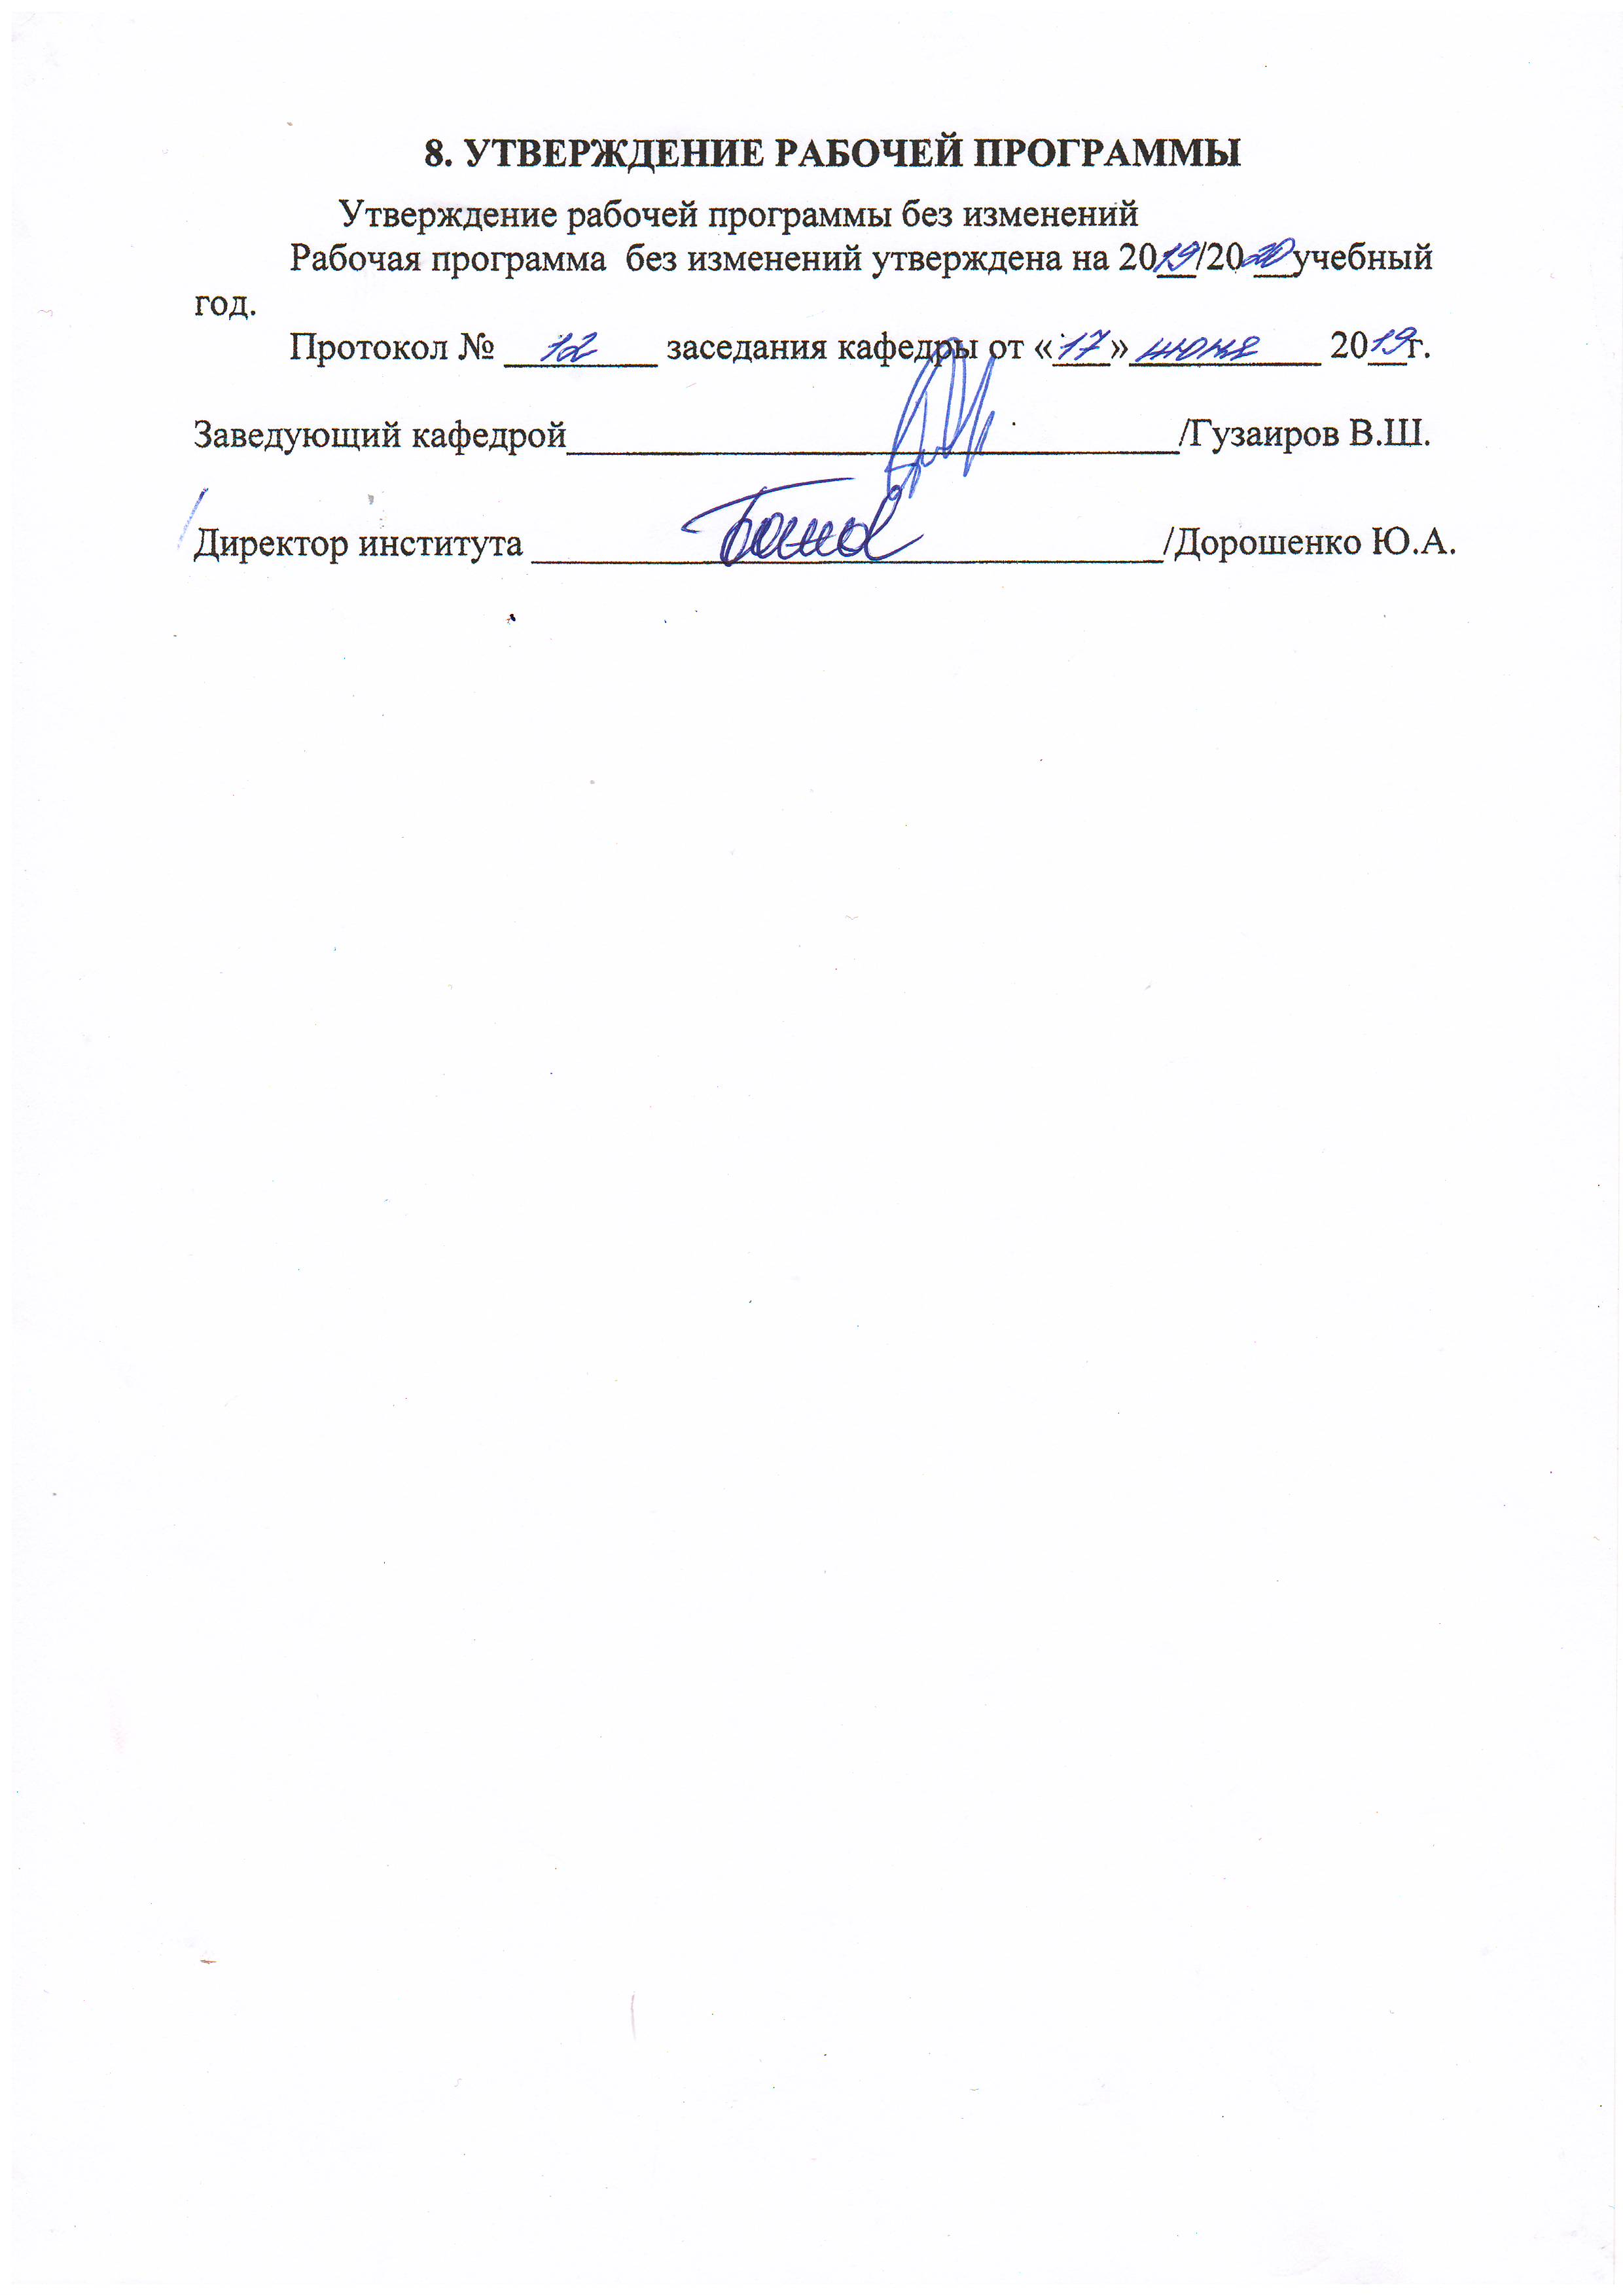 8. УТВЕРЖДЕНИЕ РАБОЧЕЙ ПРОГРАММЫ
Утверждение рабочей программы без изменений
Рабочая программа без изменений утверждена на 2019/2020 учебный
год.
Протокол № 12 заседания кафедры от «17» июня 2019г.
Заведующий кафедрой /Гузаиров В.Ш.
Директор института /Дорошенко Ю.А.